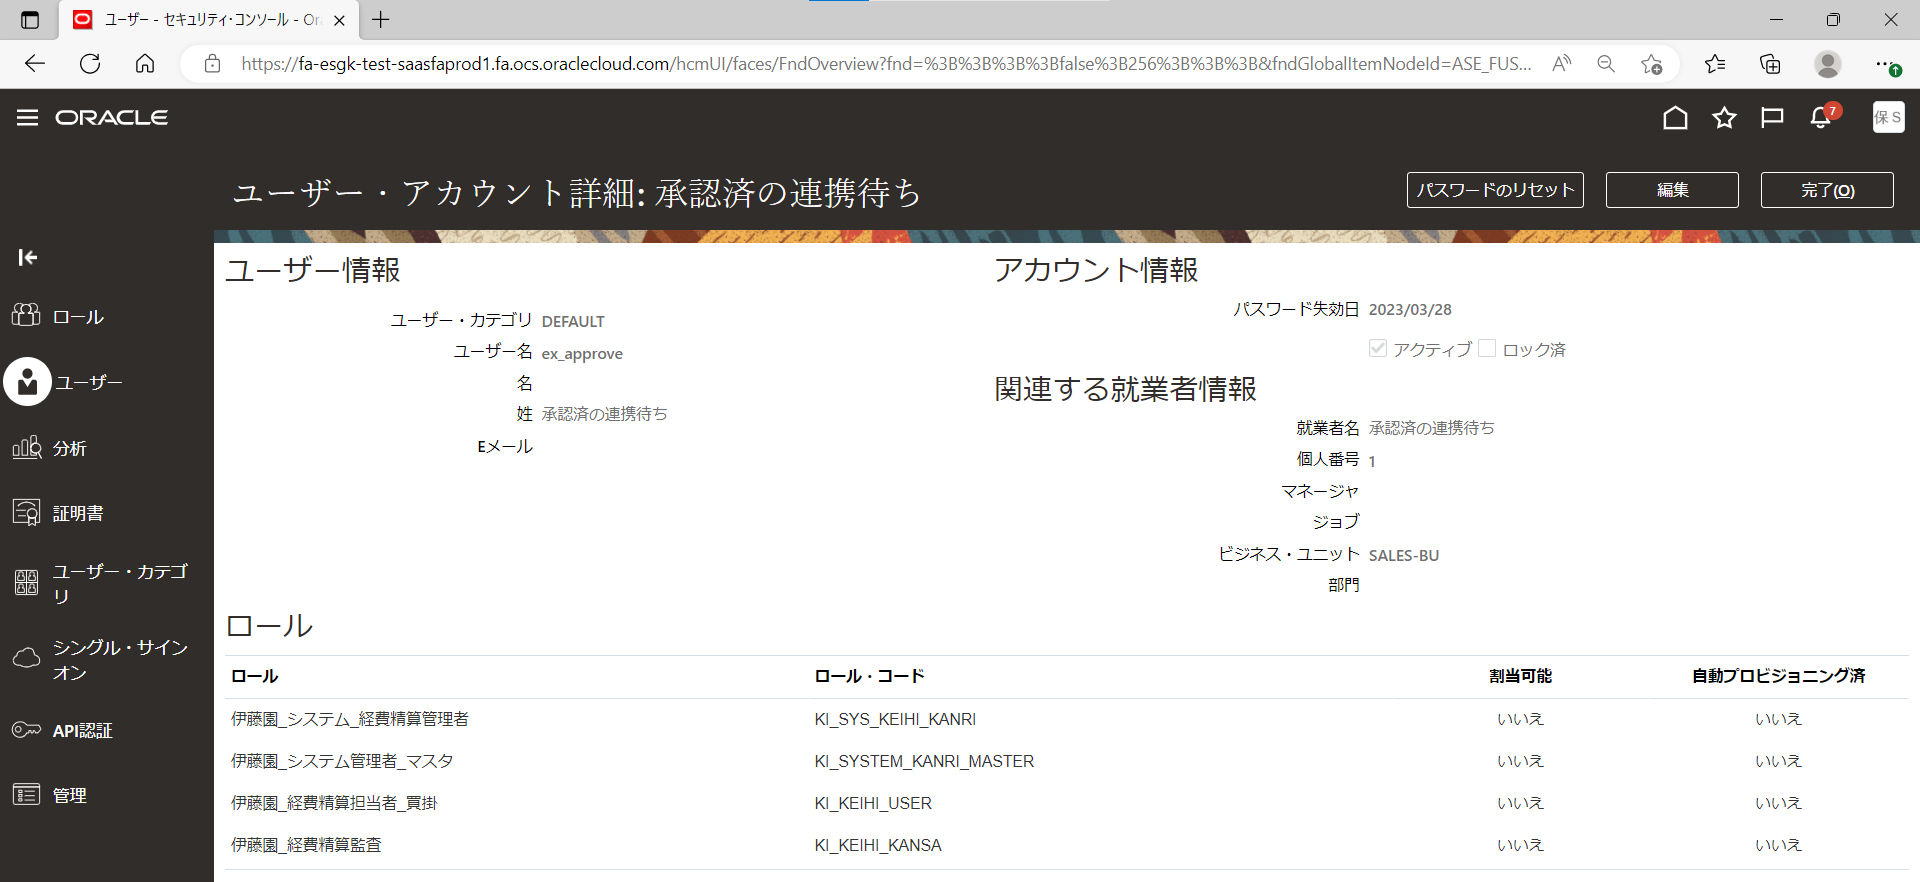 ユーザー - セキュリティ・コンソール - Or
https://fa-esgk-test-saasfaprod1.fa.ocs.oraclecloud.com/hcmUI/faces/FndOverview?fnd=%3B%3B%3B%3Bfalse%3B256%3B%3B%3B&fndGlobalItemNodeId=ASE_FUS...
ORACLE
7
保 S
ユーザー・アカウント詳細: 承認済の連携待ち
パスワードのリセット
編集
完了(O)
ロール
ユーザー
分析
証明書
ユーザー・カテゴ
リ
シングル・サイン
オン
API認証
管理
ユーザー情報
ユーザー・カテゴリ DEFAULT
ユーザー名 ex_approve
名
姓 承認済の連携待ち
Eメール
アカウント情報
パスワード失効日 2023/03/28
アクティブ ロック済
関連する就業者情報
就業者名 承認済の連携待ち
個人番号 1
マネージャ
ジョブ
ビジネス・ユニット SALES-BU
部門
ロール
ロール ロール・コード 割当可能 自動プロビジョニング済
伊藤園_システム_経費精算管理者 KI_SYS_KEIHI_KANRI いいえ いいえ
伊藤園_システム管理者_マスタ KI_SYSTEM_KANRI_MASTER いいえ いいえ
伊藤園_経費精算担当者_買掛 KI_KEIHI_USER いいえ いいえ
伊藤園_経費精算監査 KI_KEIHI_KANSA いいえ いいえ